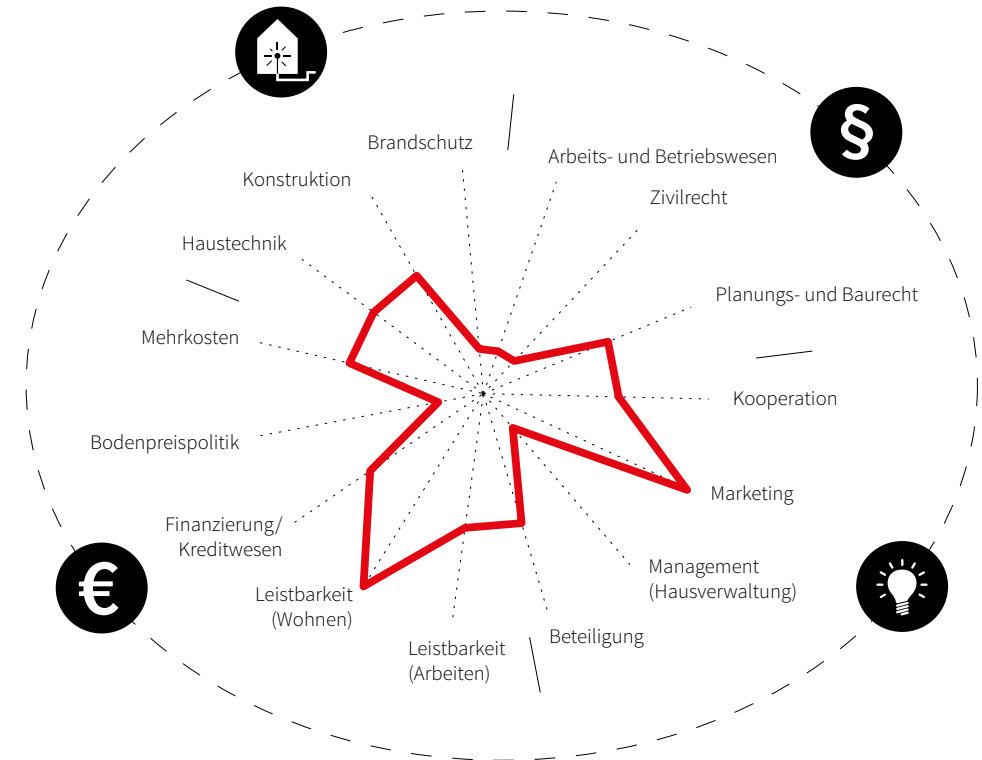 §
Brandschutz
Arbeits- und Betriebswesen
Konstruktion
Zivilrecht
Haustechnik
Planungs- und Baurecht
Mehrkosten
Kooperation
Bodenpreispolitik
Marketing
Finanzierung/
Kreditwesen
Management
(Hausverwaltung)
€
Leistbarkeit
(Wohnen)
Beteiligung
Leistbarkeit
(Arbeiten)